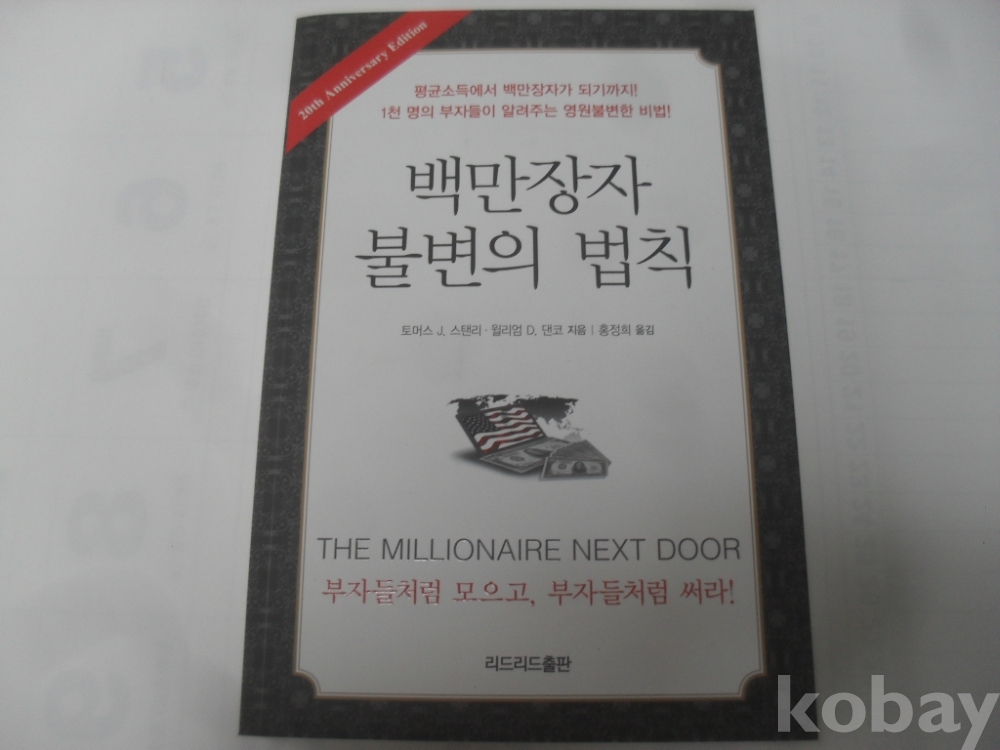 20th Anniversary Edition
평균소득에서 백만장자가 되기까지!
1천 명의 부자들이 알려주는 영원불변한 비법!
백만장자
불변의 법칙
토머스 J. 스탠리 · 윌리엄 D. 댄코 지음 | 홍정희 옮김
THE MILLIONAIRE NEXT DOOR
부자들처럼 모으고, 부자들처럼 써라!
리드리드출판
kobay